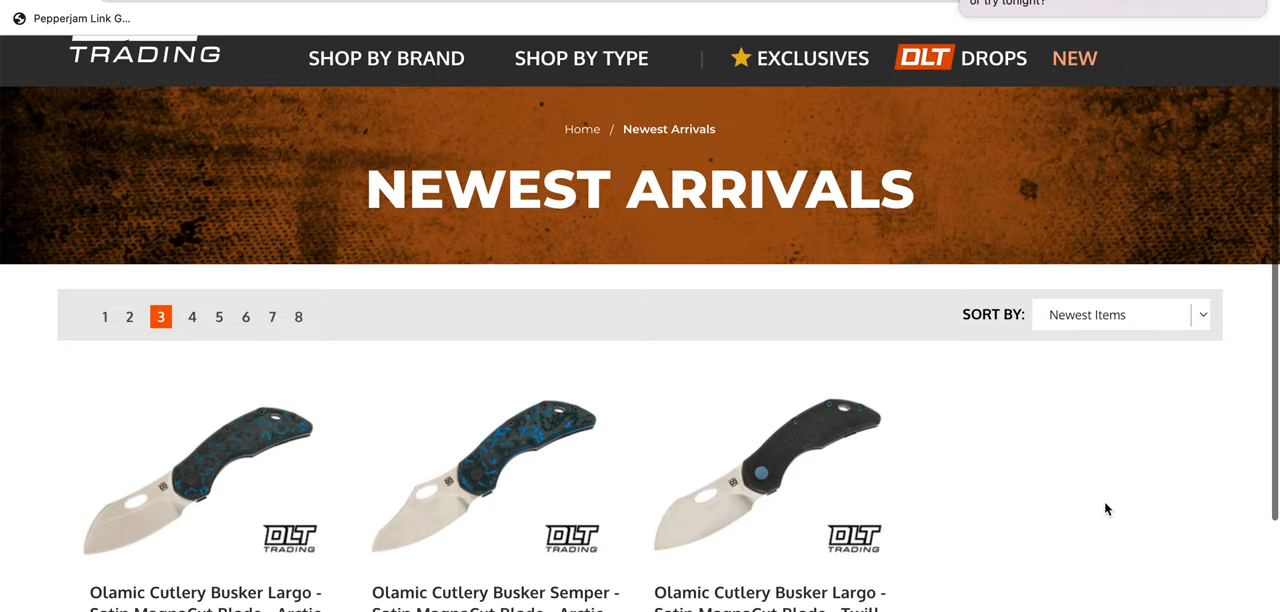 or try tonight?
Pepperjam Link G...
TRADING
SHOP BY BRAND
SHOP BY TYPE
EXCLUSIVES
DLT DROPS
NEW
Home / Newest Arrivals
NEWEST ARRIVALS
1 2 3 4 5 6 7 8
SORT BY: Newest Items
DLT
TRADING
DLT
TRADING
DLT
TRADING
Olamic Cutlery Busker Largo -
Satin MagnaCut Blade - Arctic
Olamic Cutlery Busker Semper -
Satin MagnaCut Blade - Arctic
Olamic Cutlery Busker Largo -
Satin MagnaCut Blade - Twill